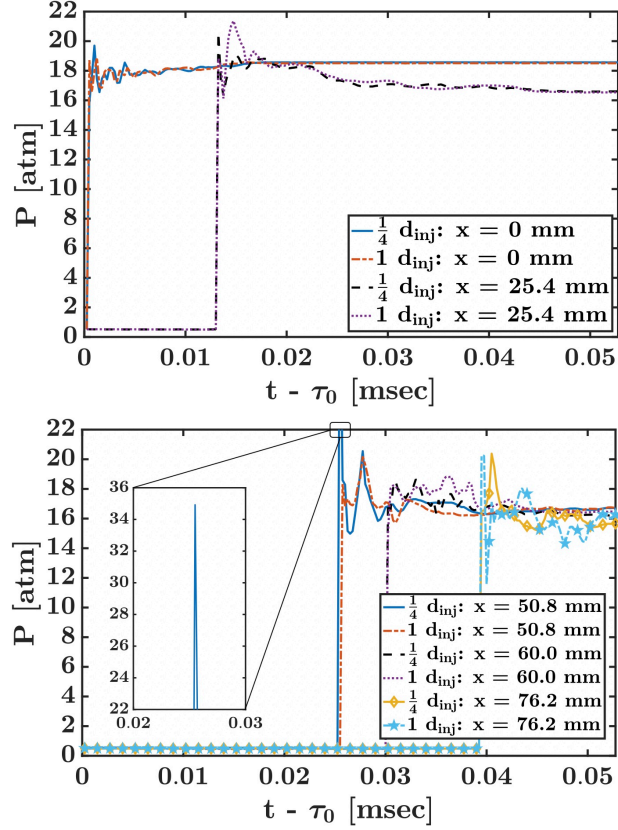 22
20
18
16
14
12
10
8
6
4
2
0
P [atm]
1/4 d_inj: x = 0 mm
1 d_inj: x = 0 mm
1/4 d_inj: x = 25.4 mm
1 d_inj: x = 25.4 mm
0 0.01 0.02 0.03 0.04 0.05
t - τ₀ [msec]
22
20
18
16
14
12
10
8
6
4
2
0
P [atm]
36
34
32
30
28
26
24
22
0.02 0.03
1/4 d_inj: x = 50.8 mm
1 d_inj: x = 50.8 mm
1/4 d_inj: x = 60.0 mm
1 d_inj: x = 60.0 mm
1/4 d_inj: x = 76.2 mm
1 d_inj: x = 76.2 mm
0 0.01 0.02 0.03 0.04 0.05
t - τ₀ [msec]